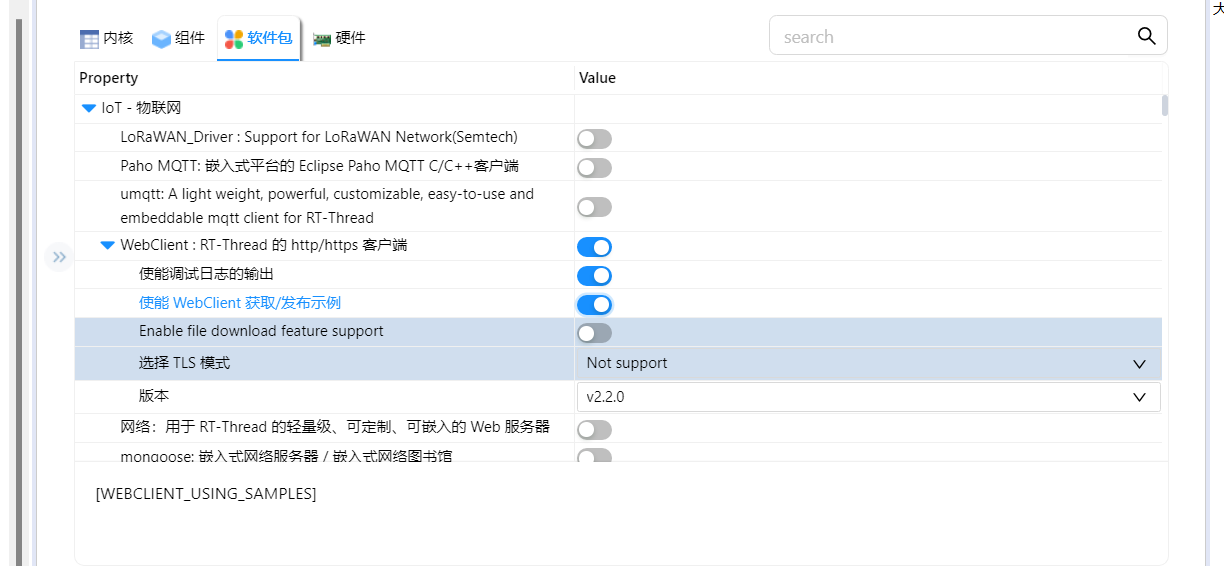 大
内核 组件 软件包 硬件 search
Property Value
IoT - 物联网
LoRaWAN_Driver : Support for LoRaWAN Network(Semtech)
Paho MQTT: 嵌入式平台的 Eclipse Paho MQTT C/C++客户端
umqtt: A light weight, powerful, customizable, easy-to-use and
embeddable mqtt client for RT-Thread
WebClient : RT-Thread 的 http/https 客户端
使能调试日志的输出
使能 WebClient 获取/发布示例
Enable file download feature support
选择 TLS 模式 Not support
版本 v2.2.0
网络：用于 RT-Thread 的轻量级、可定制、可嵌入的 Web 服务器
mongoose: 嵌入式网络服务器 / 嵌入式网络图书馆
[WEBCLIENT_USING_SAMPLES]